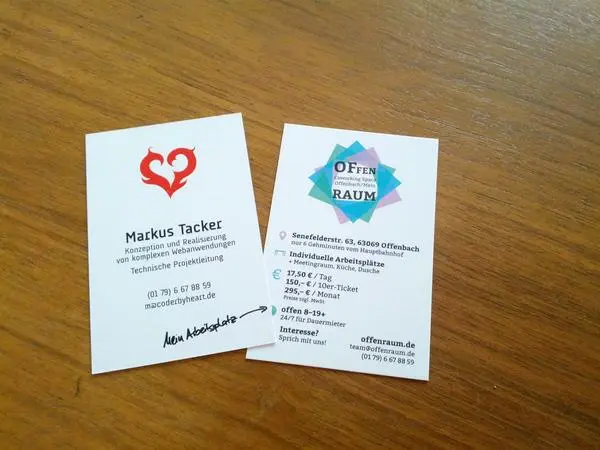 Markus Tacker
Konzeption und Realisierung
von komplexen Webanwendungen
Technische Projektleitung
(01 79) 6 67 88 59
m@coderbyheart.de
Mein Arbeitsplatz
OFFEN
Coworking Space
Offenbach/Main
RAUM
Senefelderstr. 63, 63069 Offenbach
nur 6 Gehminuten vom Hauptbahnhof
Individuelle Arbeitsplätze
+ Meetingraum, Küche, Dusche
€
17,50 € / Tag
150,– € / 10er-Ticket
295,– € / Monat
Preise zzgl. MwSt.
offen 8–19+
24/7 für Dauermieter
Interesse?
Sprich mit uns!
offenraum.de
team@offenraum.de
(01 79) 6 67 88 59